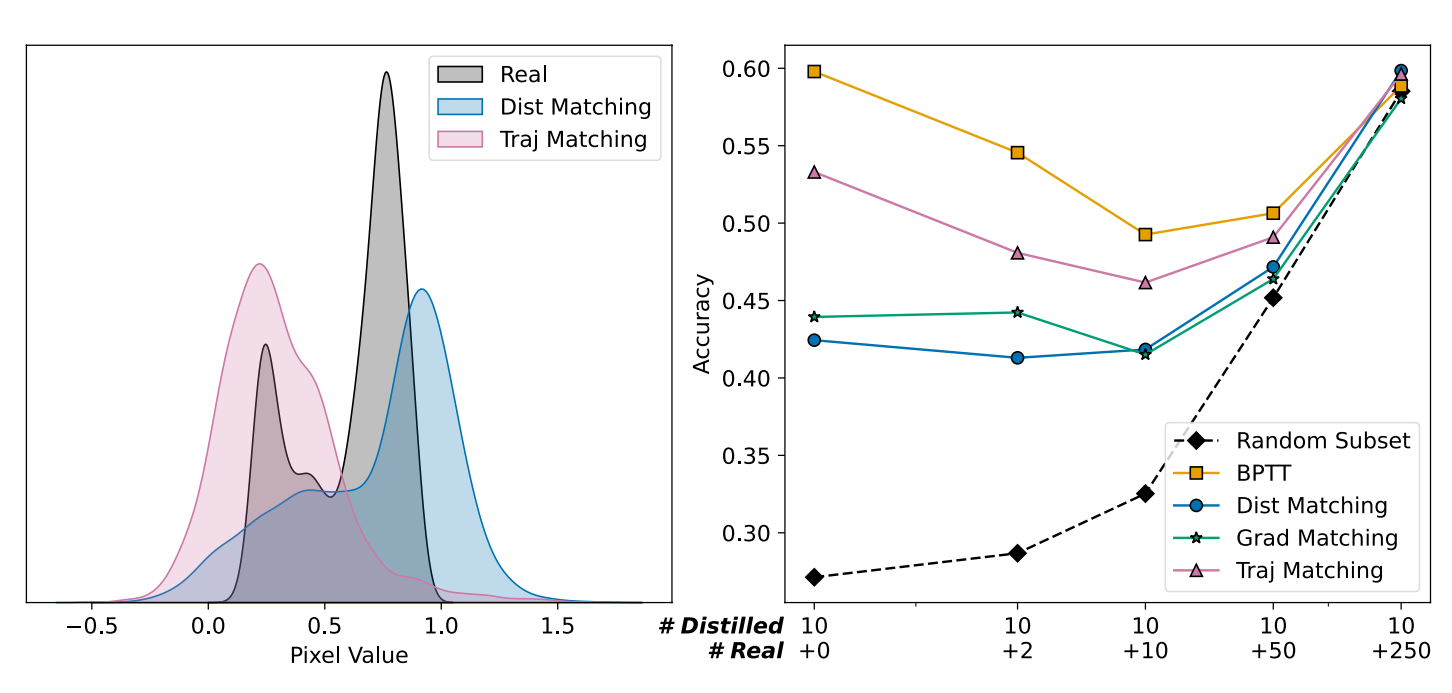 Real
Dist Matching
Traj Matching
−0.5 0.0 0.5 1.0 1.5
Pixel Value
0.60
0.55
0.50
0.45
0.40
0.35
0.30
Accuracy
Random Subset
BPTT
Dist Matching
Grad Matching
Traj Matching
# Distilled 10 10 10 10 10
# Real +0 +2 +10 +50 +250